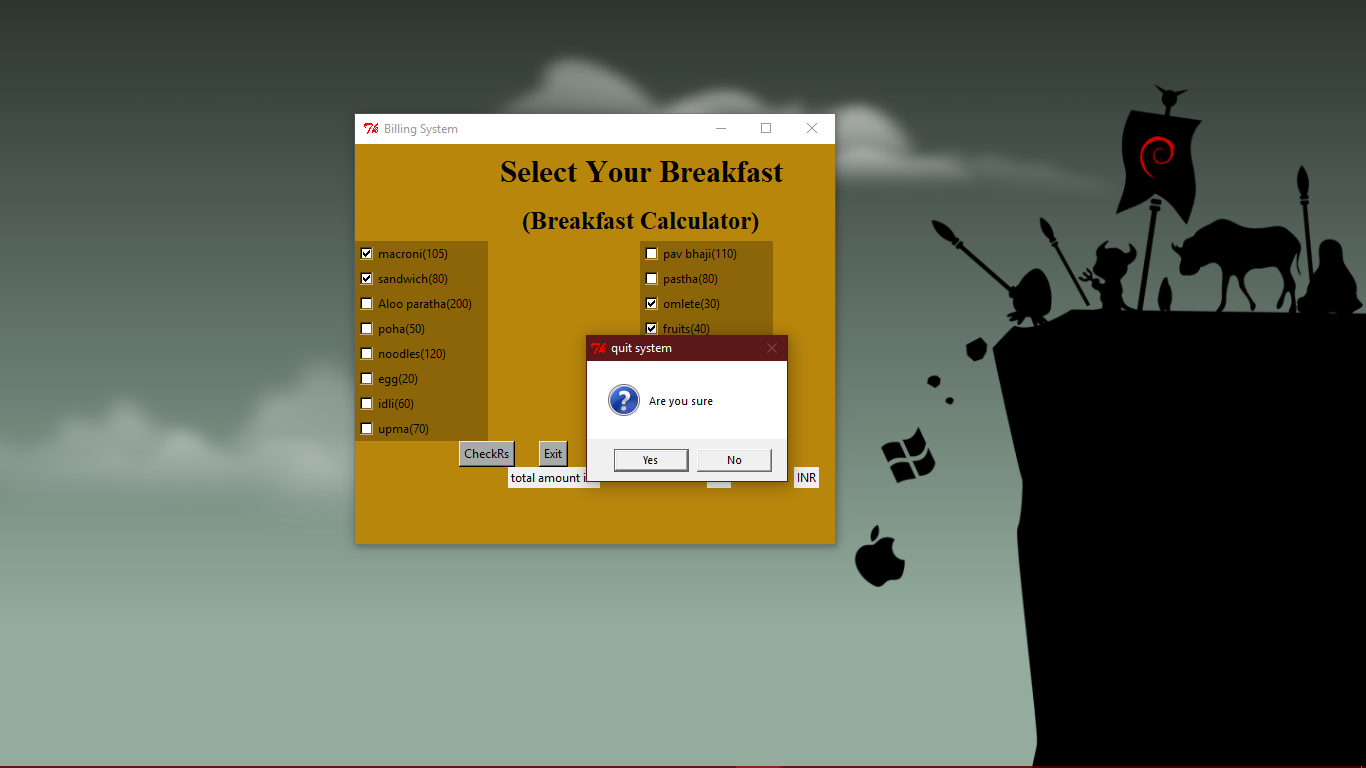 Billing System
Select Your Breakfast
(Breakfast Calculator)
macroni(105)
sandwich(80)
Aloo paratha(200)
poha(50)
noodles(120)
egg(20)
idli(60)
upma(70)
pav bhaji(110)
pastha(80)
omlete(30)
fruits(40)
quit system
Are you sure
Yes No
CheckRs Exit
total amount INR